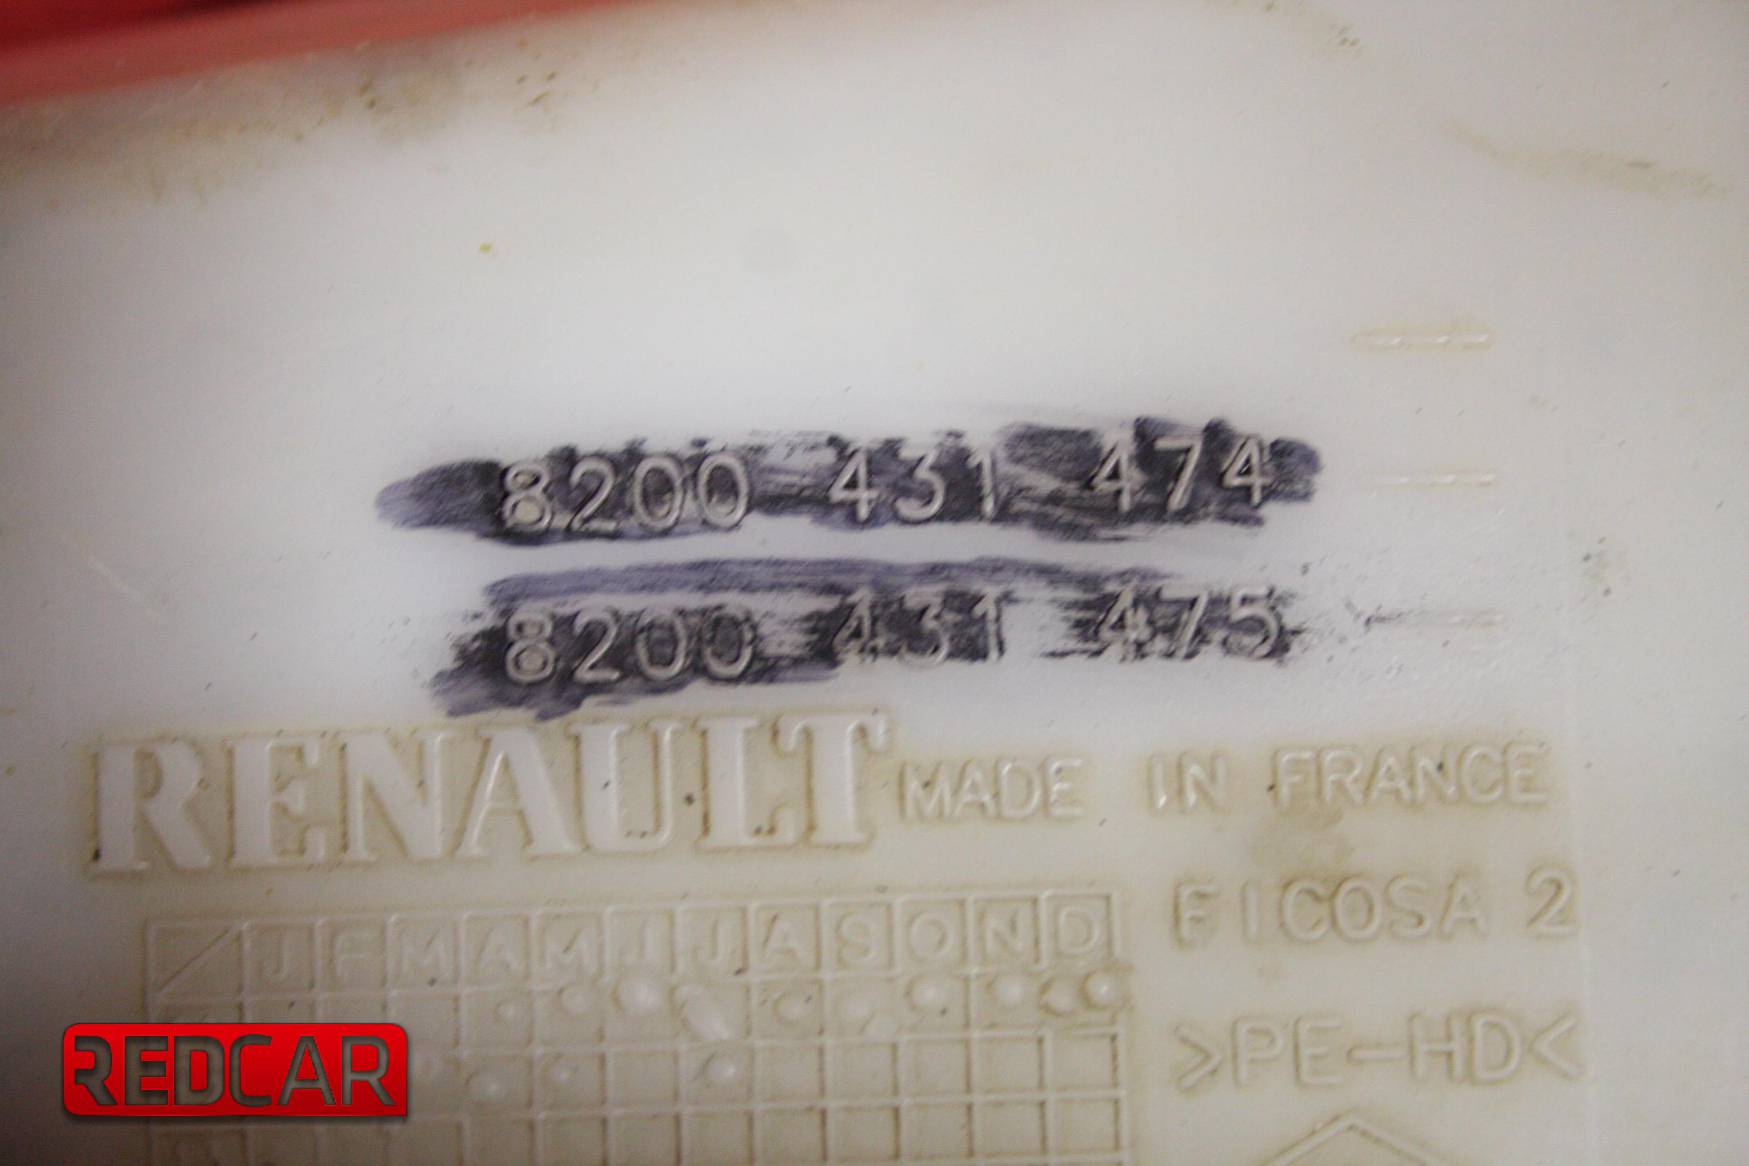 8200 431 474
8200 431 475
RENAULT MADE IN FRANCE
FICOSA 2
J F M A M J J A S O N D
>PE-HD<
REDCAR